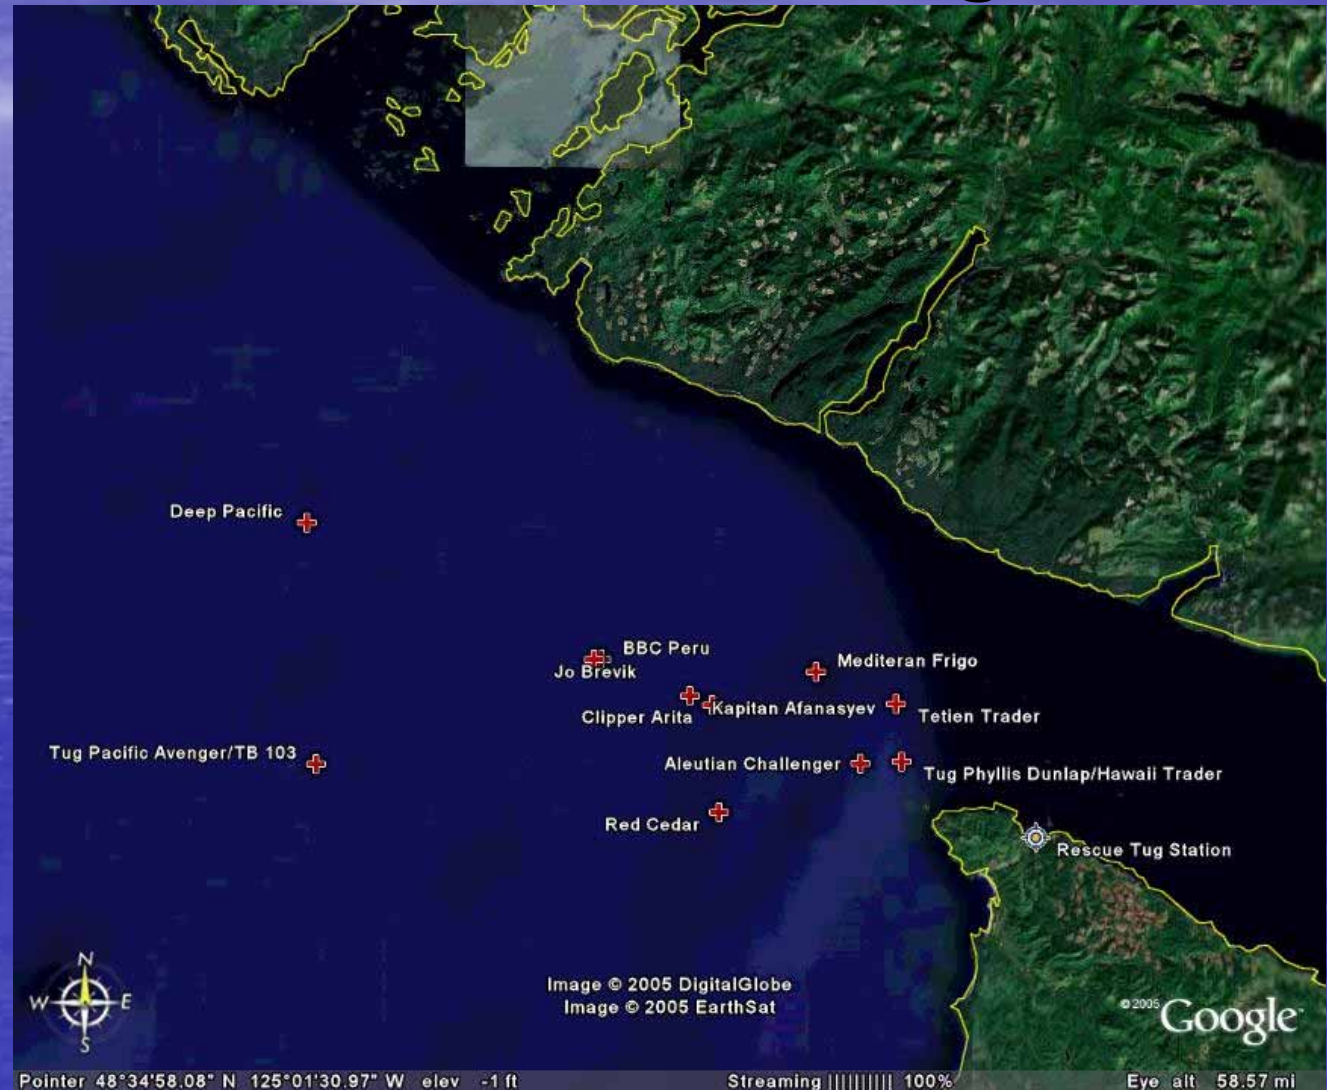 Deep Pacific
BBC Peru
Jo Brevik
Mediteran Frigo
Clipper Arita
Kapitan Afanasyev
Tetien Trader
Tug Pacific Avenger/TB 103
Aleutian Challenger
Tug Phyllis Dunlap/Hawaii Trader
Red Cedar
Rescue Tug Station
N
W E
S
Image © 2005 DigitalGlobe
Image © 2005 EarthSat
©2005 Google
Pointer 48°34'58.08" N 125°01'30.97" W elev -1 ft Streaming |||||||||| 100% Eye alt 58.57 mi